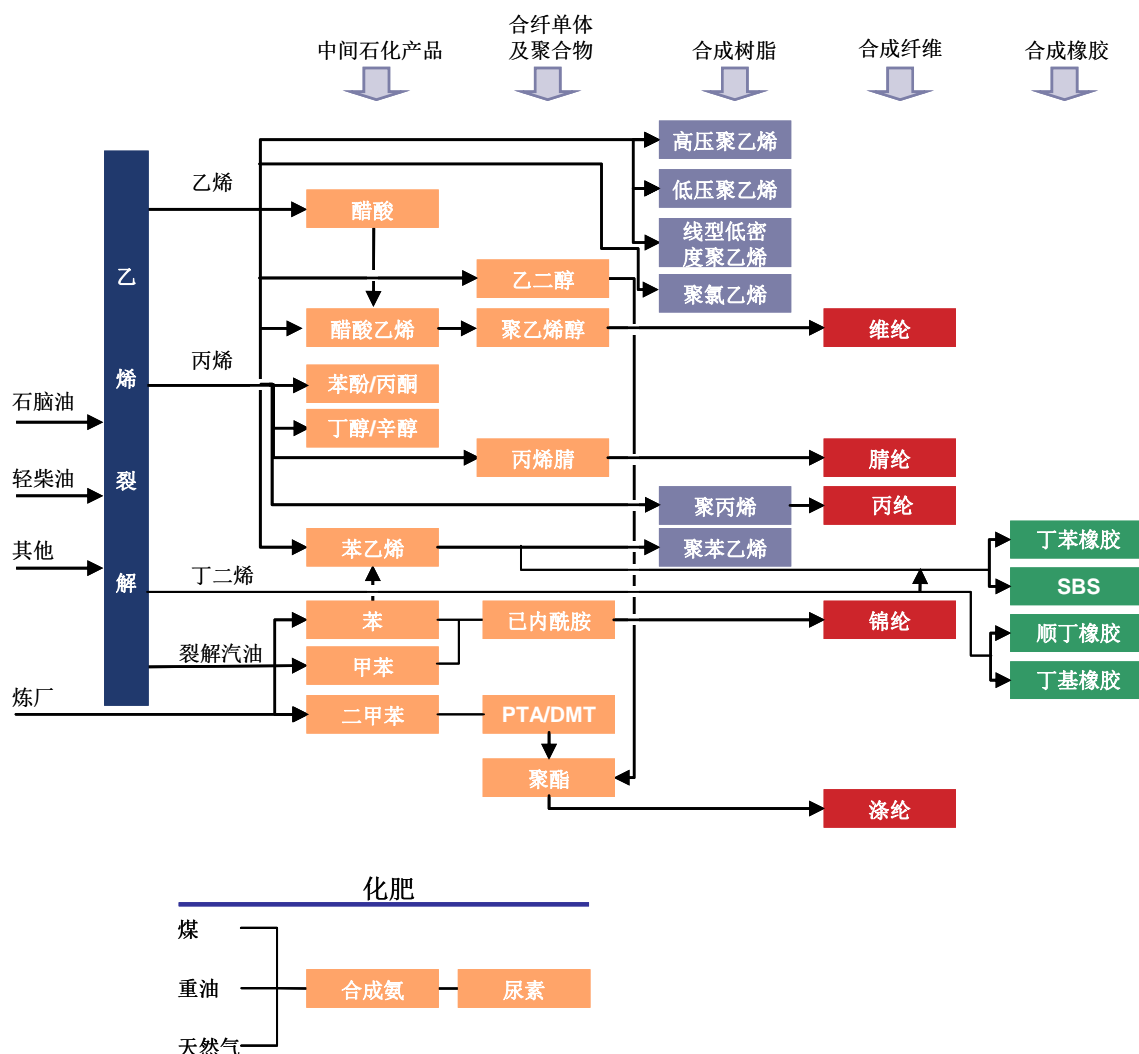 中间石化产品
合纤单体
及聚合物
合成树脂
合成纤维
合成橡胶
高压聚乙烯
乙烯
低压聚乙烯
醋酸
线型低密
度聚乙烯
乙二醇
聚氯乙烯
醋酸乙烯
聚乙烯醇
维纶
丙烯
苯酚/丙酮
石脑油
丁醇/辛醇
丙烯腈
腈纶
轻柴油
聚丙烯
丙纶
乙
烯
裂
解
其他
苯乙烯
聚苯乙烯
丁苯橡胶
丁二烯
SBS
苯
已内酰胺
锦纶
顺丁橡胶
裂解汽油
甲苯
丁基橡胶
炼厂
二甲苯
PTA/DMT
聚酯
涤纶
化肥
煤
重油
合成氨
尿素
天然气